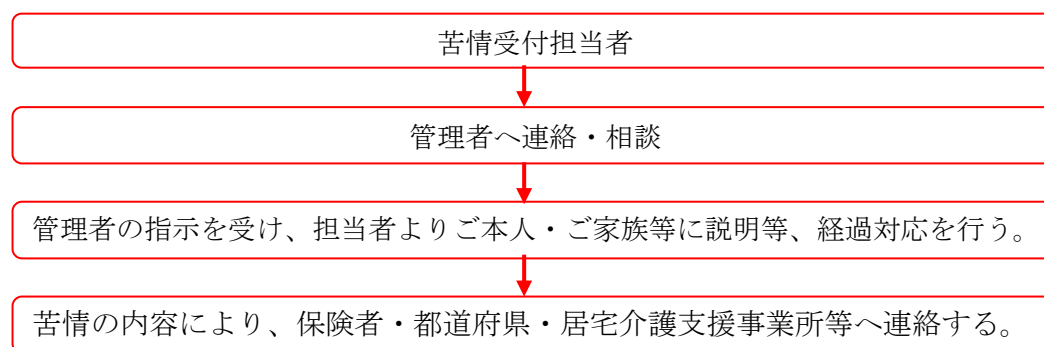 苦情受付担当者
管理者へ連絡・相談
管理者の指示を受け、担当者よりご本人・ご家族等に説明等、経過対応を行う。
苦情の内容により、保険者・都道府県・居宅介護支援事業所等へ連絡する。